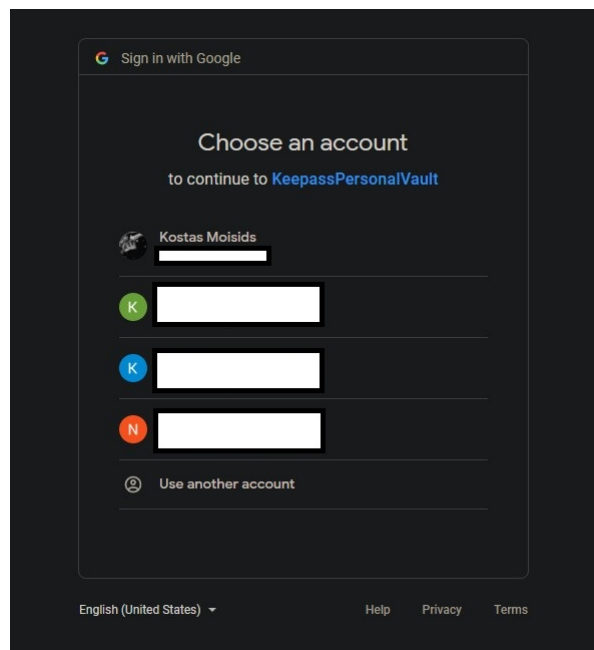 Sign in with Google
Choose an account
to continue to KeepassPersonalVault
Kostas Moisids
K
K
N
Use another account
English (United States)
Help Privacy Terms